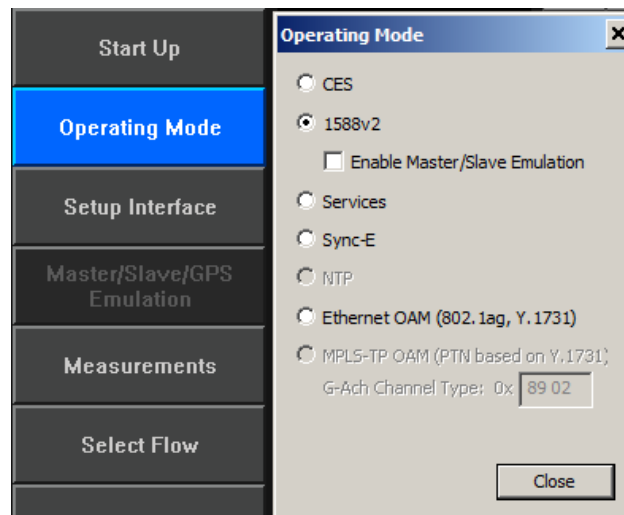 Start Up
Operating Mode
Setup Interface
Master/Slave/GPS
Emulation
Measurements
Select Flow
Operating Mode
CES
1588v2
Enable Master/Slave Emulation
Services
Sync-E
NTP
Ethernet OAM (802.1ag, Y.1731)
MPLS-TP OAM (PTN based on Y.1731)
G-Ach Channel Type: 0x 89 02
Close